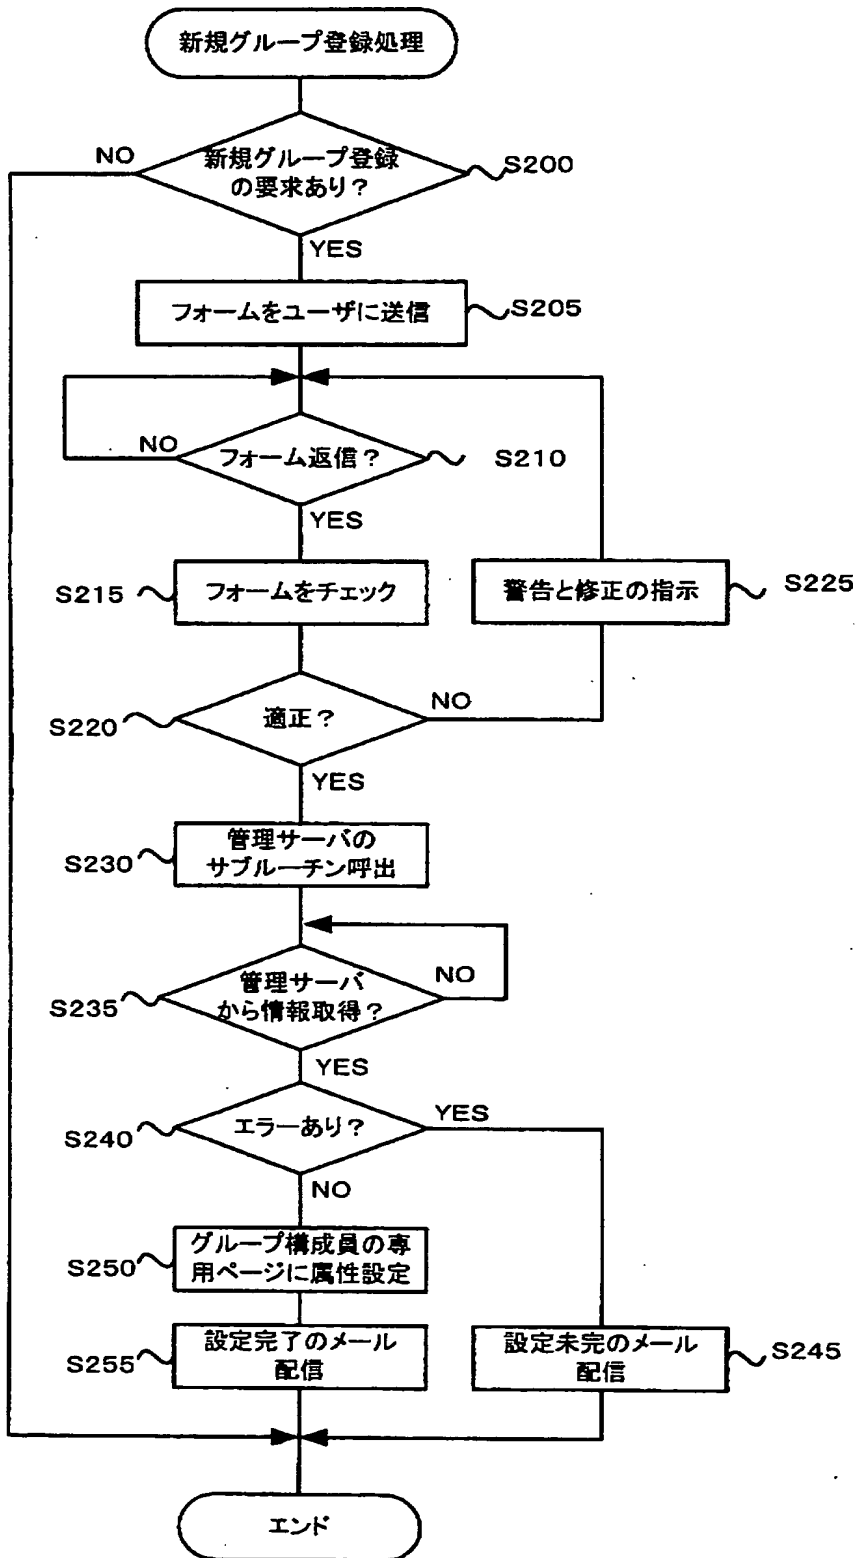 新規グループ登録処理
NO
新規グループ登録
の要求あり？
S200
YES
フォームをユーザに送信
S205
NO
フォーム返信？
S210
YES
S215
フォームをチェック
警告と修正の指示
S225
S220
適正？
NO
YES
S230
管理サーバの
サブルーチン呼出
S235
管理サーバ
から情報取得？
NO
YES
S240
エラーあり？
YES
NO
S250
グループ構成員の専
用ページに属性設定
S255
設定完了のメール
配信
設定未完のメール
配信
S245
エンド